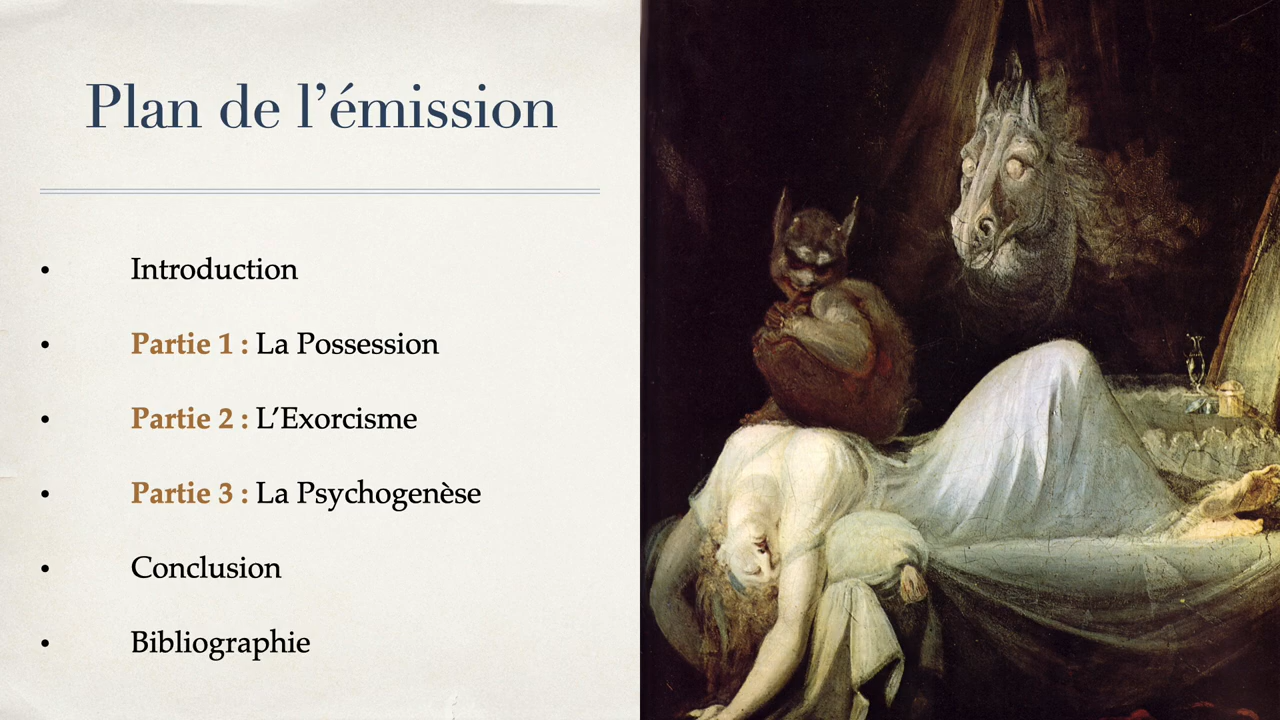 Plan de l’émission
• Introduction
• Partie 1 : La Possession
• Partie 2 : L’Exorcisme
• Partie 3 : La Psychogenèse
• Conclusion
• Bibliographie